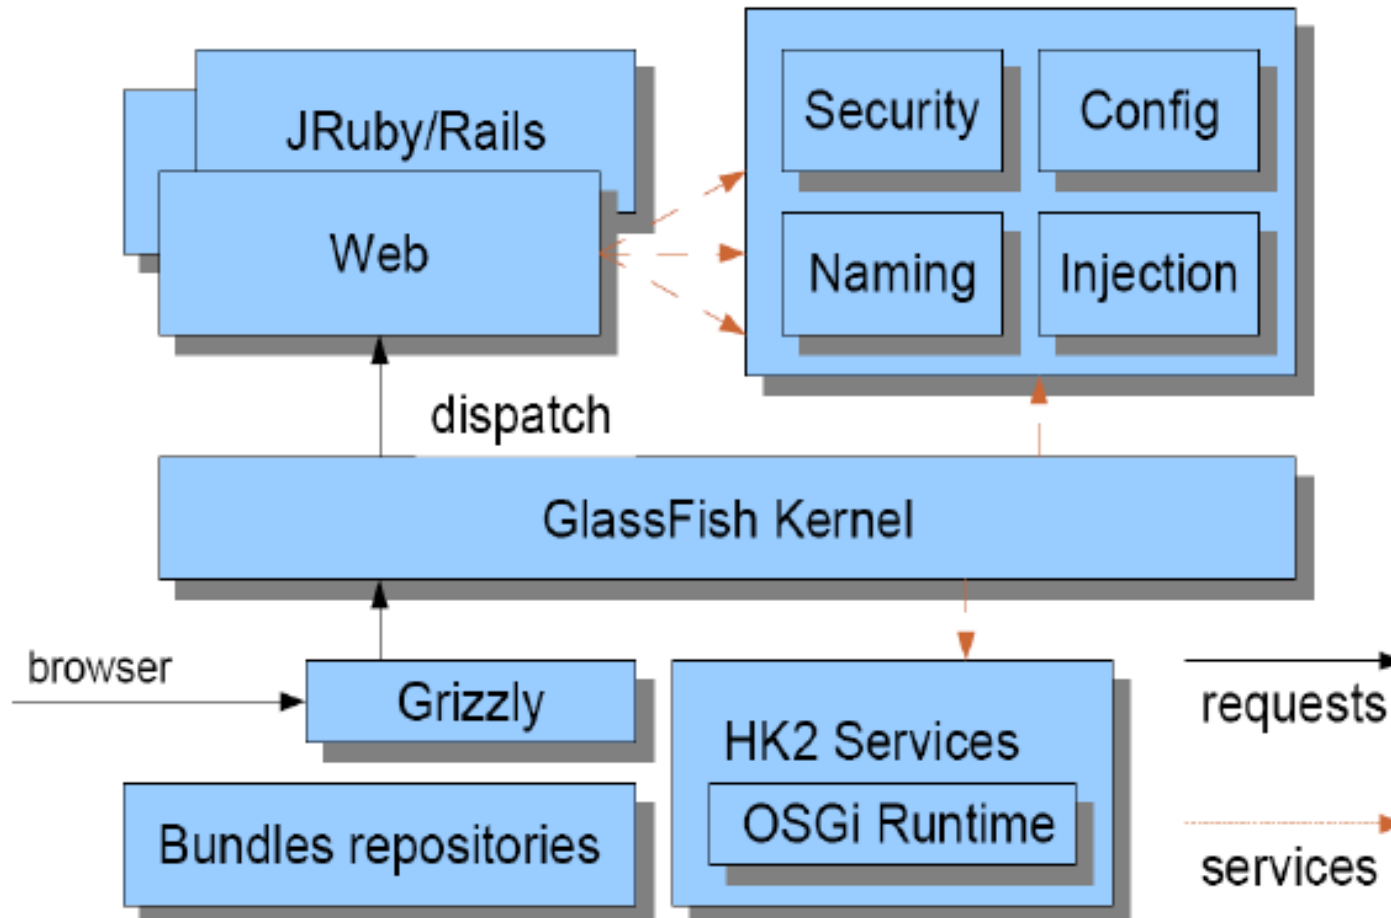 JRuby/Rails
Web
Security
Config
Naming
Injection
dispatch
GlassFish Kernel
browser
Grizzly
HK2 Services
OSGi Runtime
Bundles repositories
requests
services